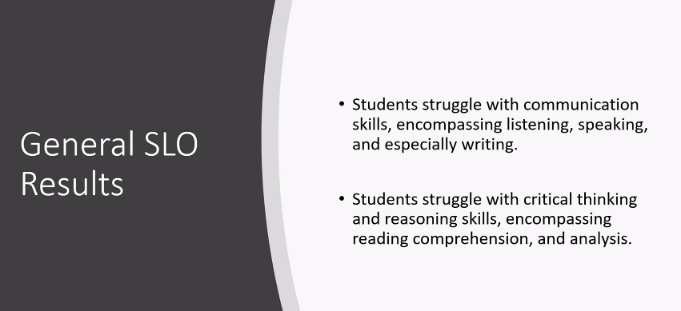 General SLO
Results
• Students struggle with communication
skills, encompassing listening, speaking,
and especially writing.
• Students struggle with critical thinking
and reasoning skills, encompassing
reading comprehension, and analysis.